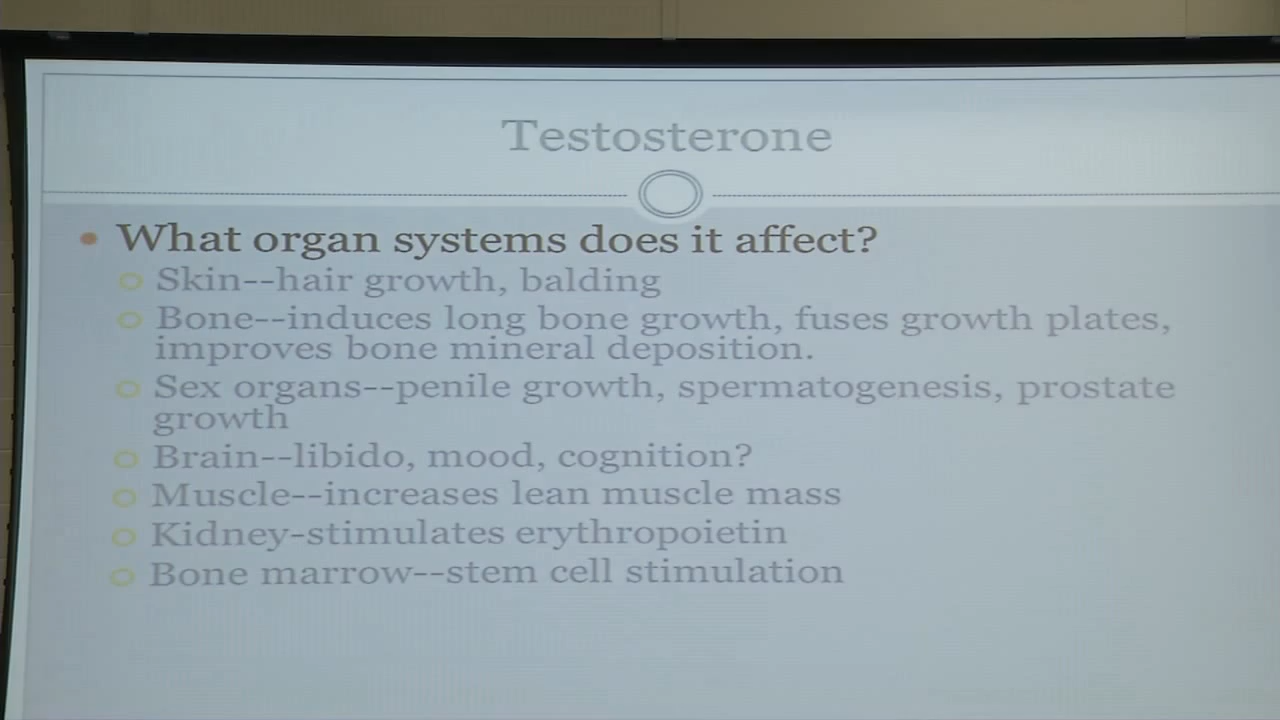 Testosterone
What organ systems does it affect?
Skin--hair growth, balding
Bone--induces long bone growth, fuses growth plates,
improves bone mineral deposition.
Sex organs--penile growth, spermatogenesis, prostate
growth
Brain--libido, mood, cognition?
Muscle--increases lean muscle mass
Kidney-stimulates erythropoietin
Bone marrow--stem cell stimulation